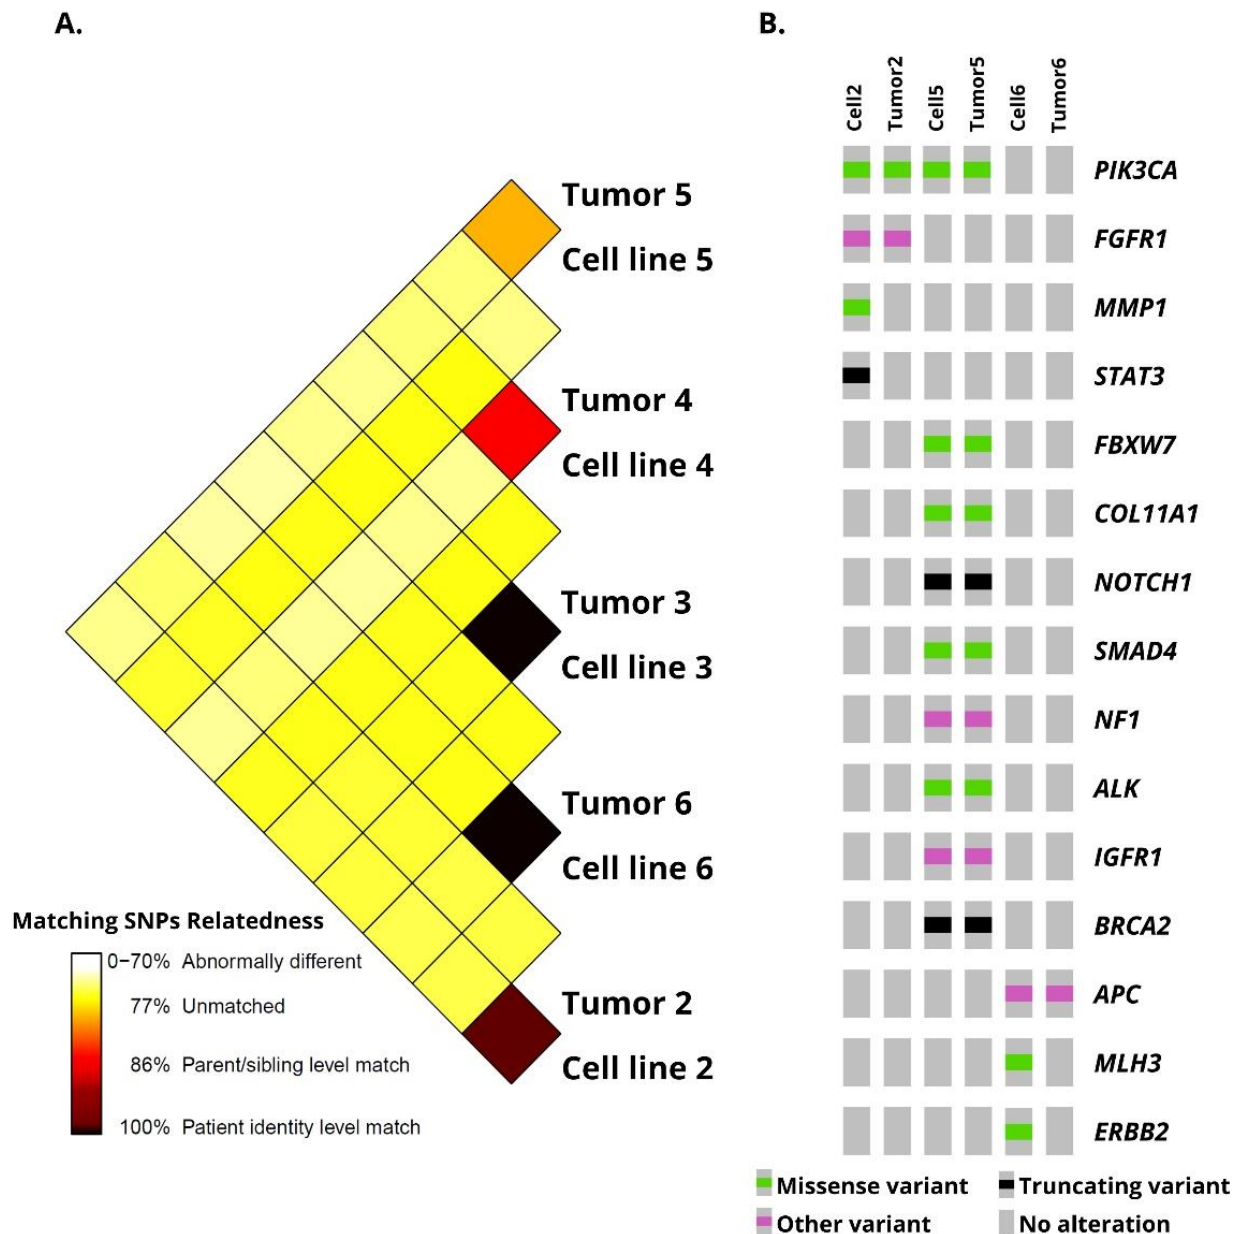 A.
Tumor 5
Cell line 5
Tumor 4
Cell line 4
Tumor 3
Cell line 3
Tumor 6
Cell line 6
Tumor 2
Cell line 2
Matching SNPs Relatedness
0−70% Abnormally different
77% Unmatched
86% Parent/sibling level match
100% Patient identity level match
B.
Cell2
Tumor2
Cell5
Tumor5
Cell6
Tumor6
PIK3CA
FGFR1
MMP1
STAT3
FBXW7
COL11A1
NOTCH1
SMAD4
NF1
ALK
IGFR1
BRCA2
APC
MLH3
ERBB2
Missense variant
Truncating variant
Other variant
No alteration